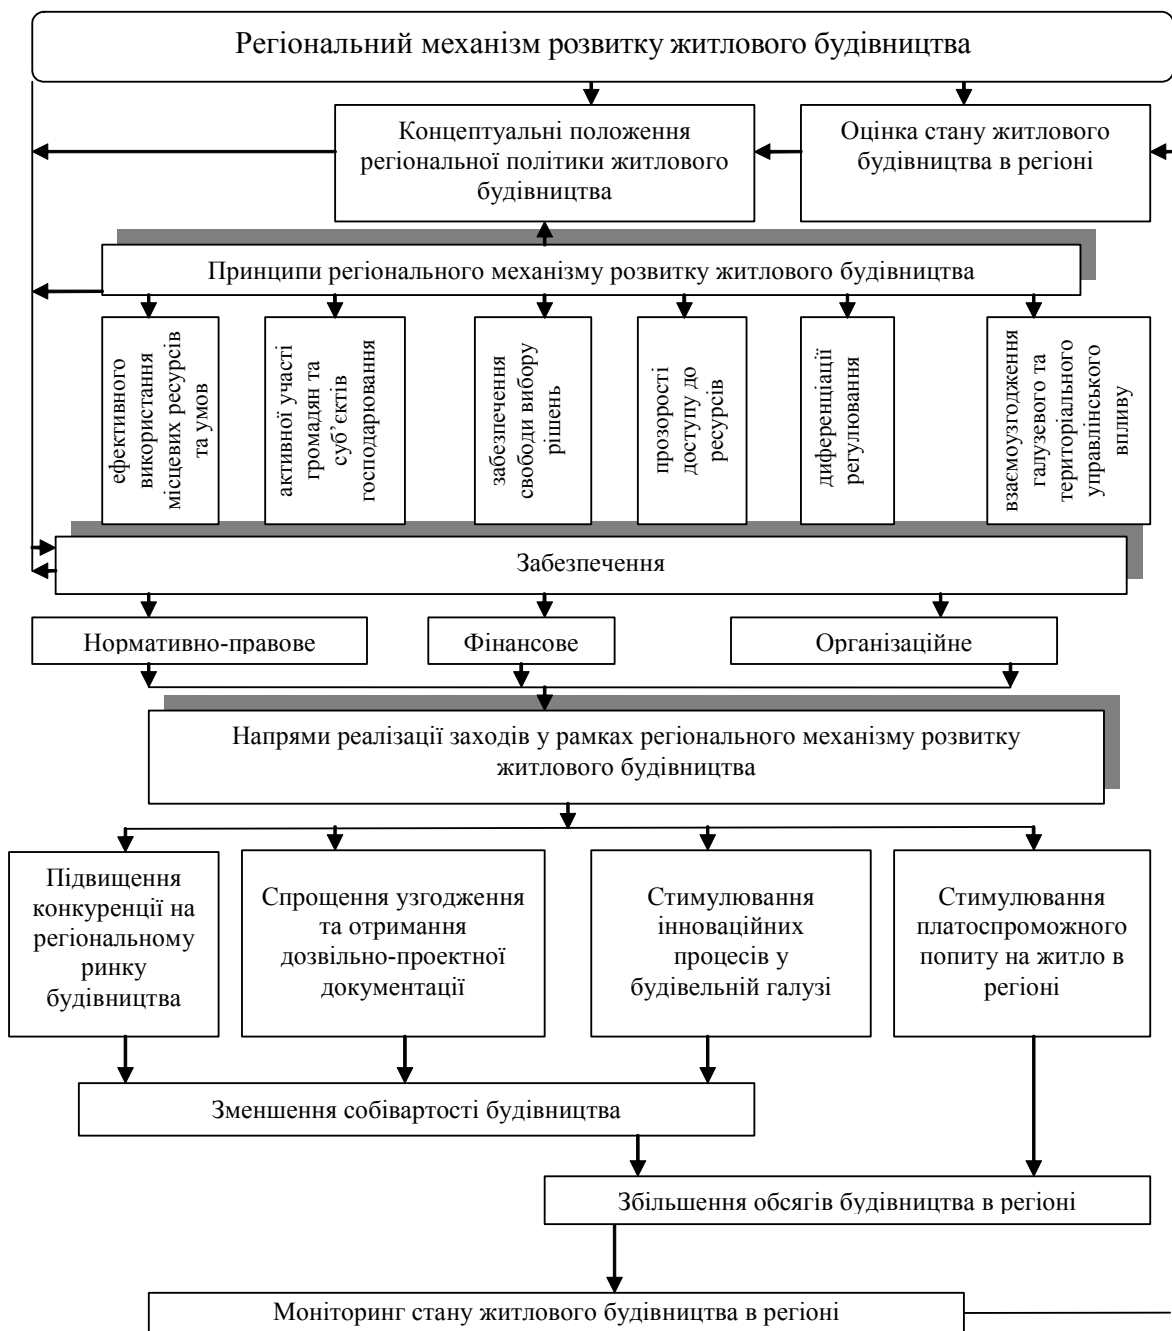 Регіональний механізм розвитку житлового будівництва
Концептуальні положення
регіональної політики житлового
будівництва
Оцінка стану житлового
будівництва в регіоні
Принципи регіонального механізму розвитку житлового будівництва
ефективного
використання
місцевих ресурсів
та умов
активної участі
громадян та
суб’єктів
господарювання
забезпечення
свободи вибору
рішень
прозорості
доступу до
ресурсів
диференціації
регулювання
взаємоузгодження
галузевого та
територіального
управлінського
впливу
Забезпечення
Нормативно-правове
Фінансове
Організаційне
Напрями реалізації заходів у рамках регіонального механізму розвитку
житлового будівництва
Підвищення
конкуренції на
регіональному
ринку
будівництва
Спрощення узгодження
та отримання
дозвільно-проектної
документації
Стимулювання
інноваційних
процесів у
будівельній галузі
Стимулювання
платоспроможного
попиту на житло в
регіоні
Зменшення собівартості будівництва
Збільшення обсягів будівництва в регіоні
Моніторинг стану житлового будівництва в регіоні